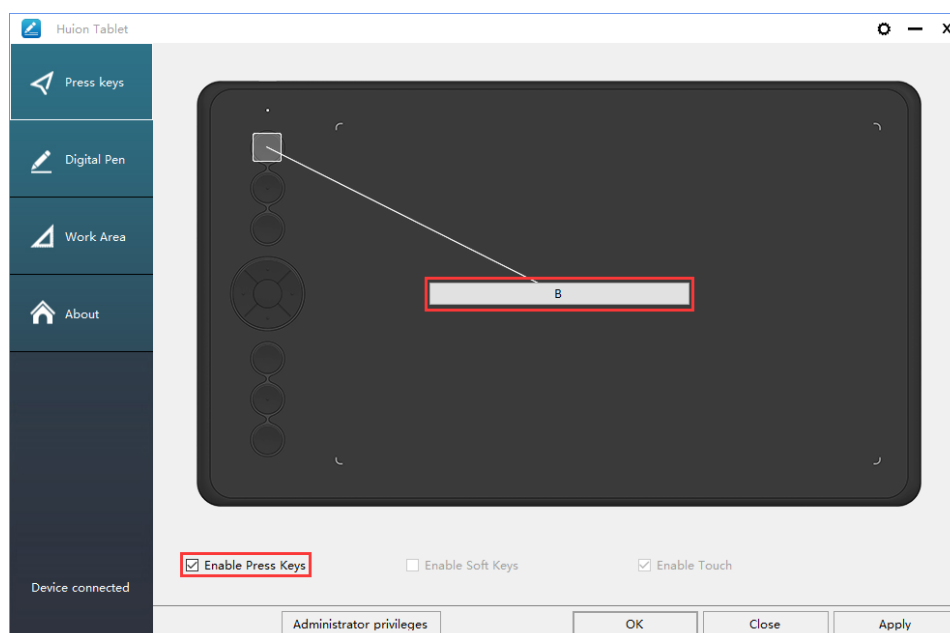 Huion Tablet
Press keys
Digital Pen
Work Area
About
B
Enable Press Keys
Enable Soft Keys
Enable Touch
Device connected
Administrator privileges
OK
Close
Apply